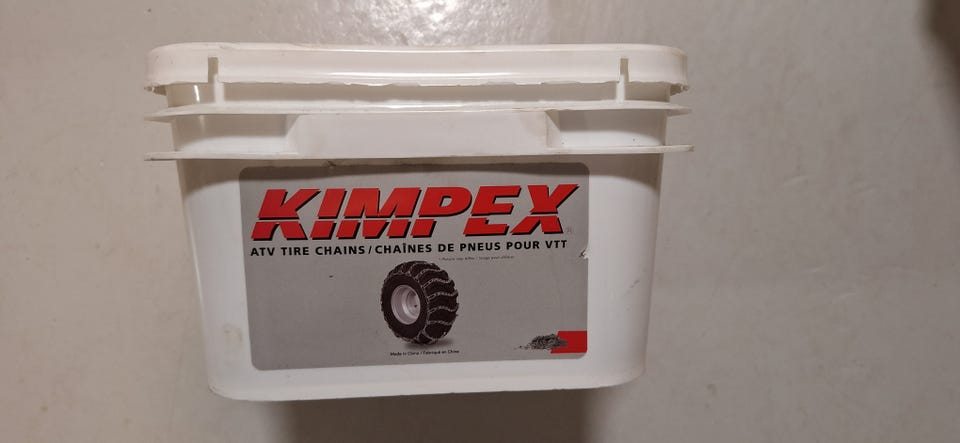 KIMPEX®
ATV TIRE CHAINS / CHAÎNES DE PNEUS POUR VTT
Made in China / Fabriqué en Chine